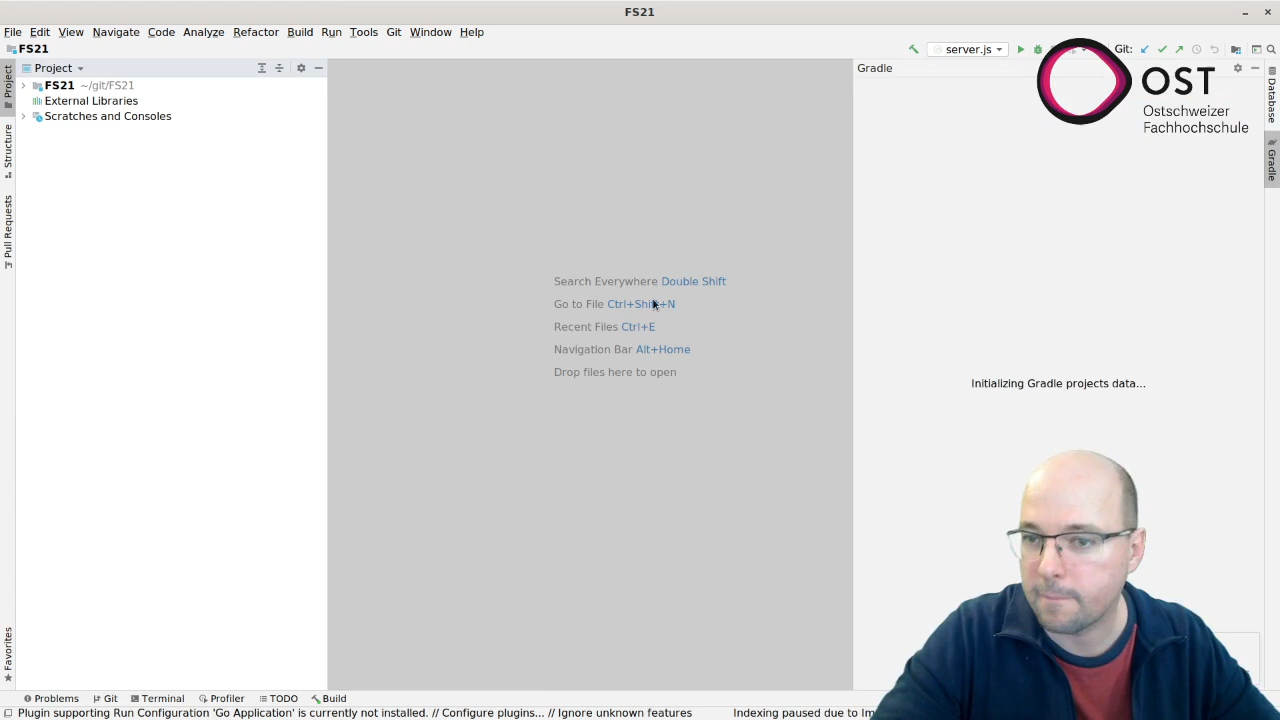 FS21
File Edit View Navigate Code Analyze Refactor Build Run Tools Git Window Help
FS21
server.js
Git:
Project
Gradle
FS21 ~/git/FS21
External Libraries
Scratches and Consoles
Project
Structure
Pull Requests
Favorites
Database
Gradle
OST
Ostschweizer
Fachhochschule
Search Everywhere Double Shift
Go to File Ctrl+Shift+N
Recent Files Ctrl+E
Navigation Bar Alt+Home
Drop files here to open
Initializing Gradle projects data...
Problems Git Terminal Profiler TODO Build
Plugin supporting Run Configuration 'Go Application' is currently not installed. // Configure plugins... // Ignore unknown features
Indexing paused due to